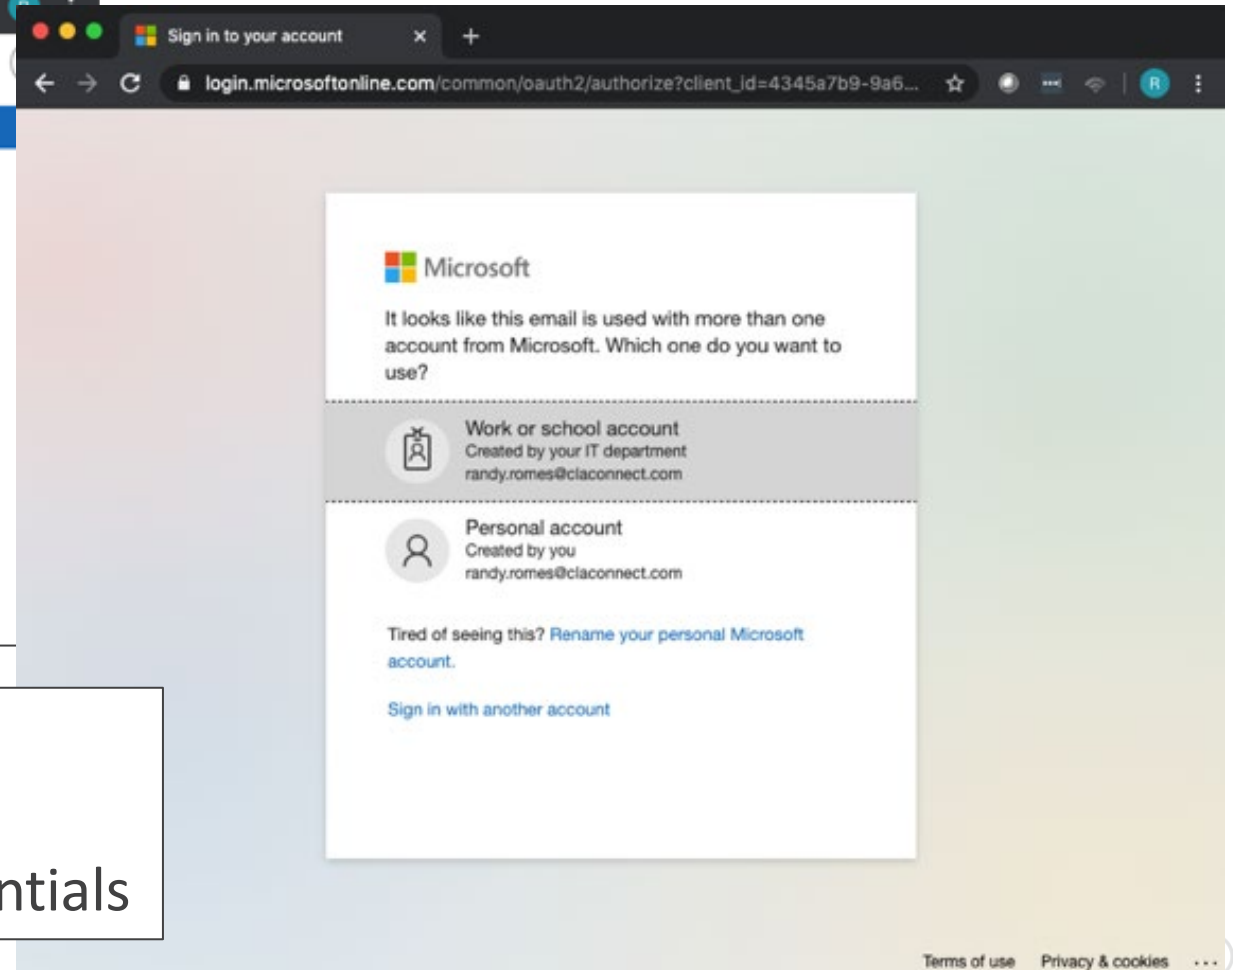 Sign in to your account
login.microsoftonline.com/common/oauth2/authorize?client_id=4345a7b9-9a6...
R
Microsoft
It looks like this email is used with more than one
account from Microsoft. Which one do you want to
use?
Work or school account
Created by your IT department
randy.romes@claconnect.com
Personal account
Created by you
randy.romes@claconnect.com
Tired of seeing this? Rename your personal Microsoft
account.
Sign in with another account
ntials
Terms of use Privacy & cookies ...